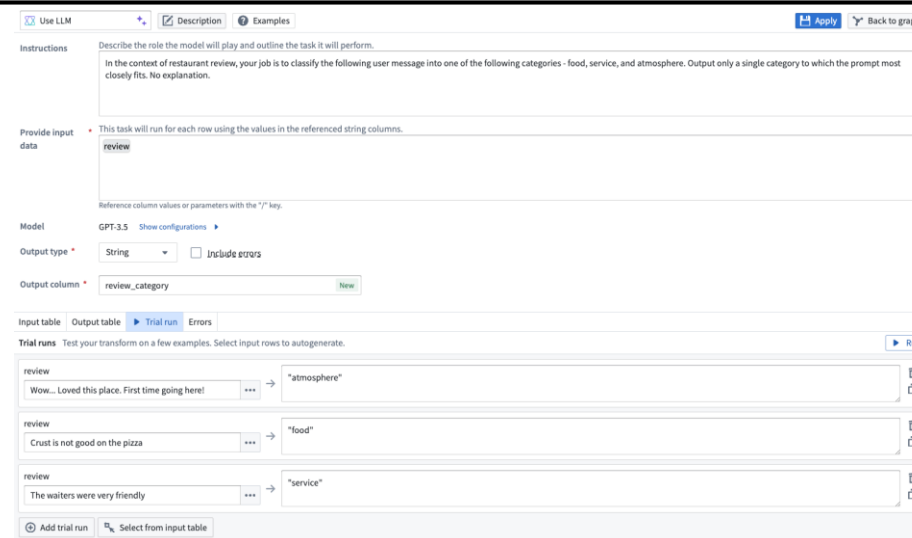 Use LLM Description Examples Apply Back to grap
Instructions Describe the role the model will play and outline the task it will perform.
In the context of restaurant review, your job is to classify the following user message into one of the following categories - food, service, and atmosphere. Output only a single category to which the prompt most
closely fits. No explanation.
Provide input data * This task will run for each row using the values in the referenced string columns.
review
Reference column values or parameters with the "/" key.
Model GPT-3.5 Show configurations
Output type * String Include errors
Output column * review_category New
Input table Output table Trial run Errors
Trial runs Test your transform on a few examples. Select input rows to autogenerate. R
review
Wow... Loved this place. First time going here! "atmosphere"
review
Crust is not good on the pizza "food"
review
The waiters were very friendly "service"
Add trial run Select from input table